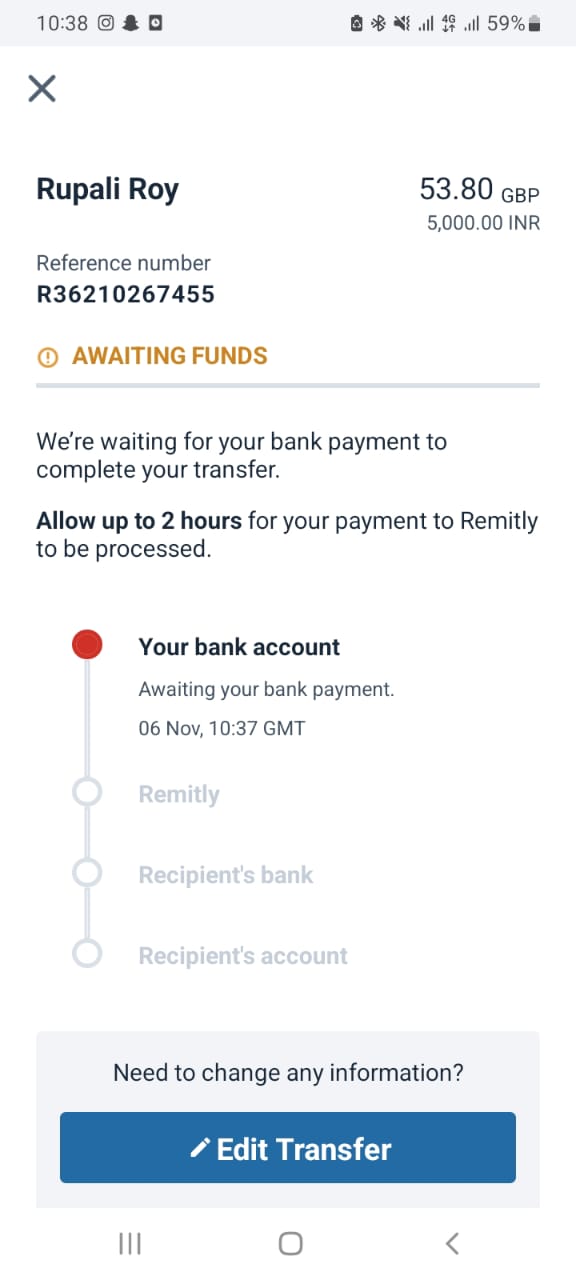 10:38
4G
59%
Rupali Roy
53.80 GBP
5,000.00 INR
Reference number
R36210267455
AWAITING FUNDS
We're waiting for your bank payment to
complete your transfer.
Allow up to 2 hours for your payment to Remitly
to be processed.
Your bank account
Awaiting your bank payment.
06 Nov, 10:37 GMT
Remitly
Recipient's bank
Recipient's account
Need to change any information?
Edit Transfer